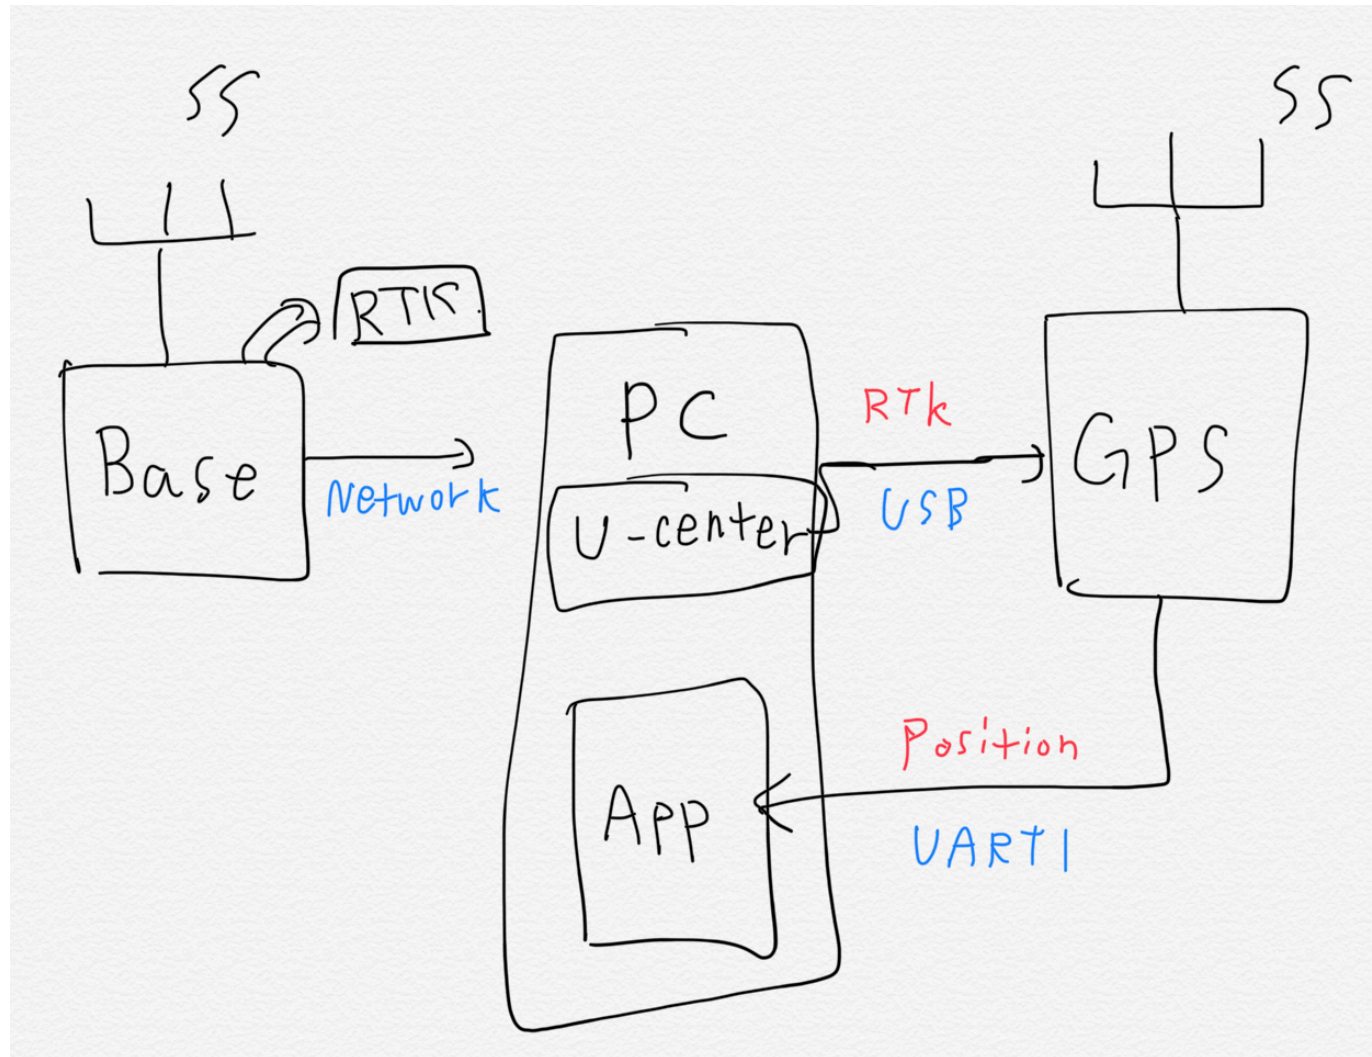 RTK
Base
Network
PC
U-center
RTk
USB
GPS
Position
UART1
App